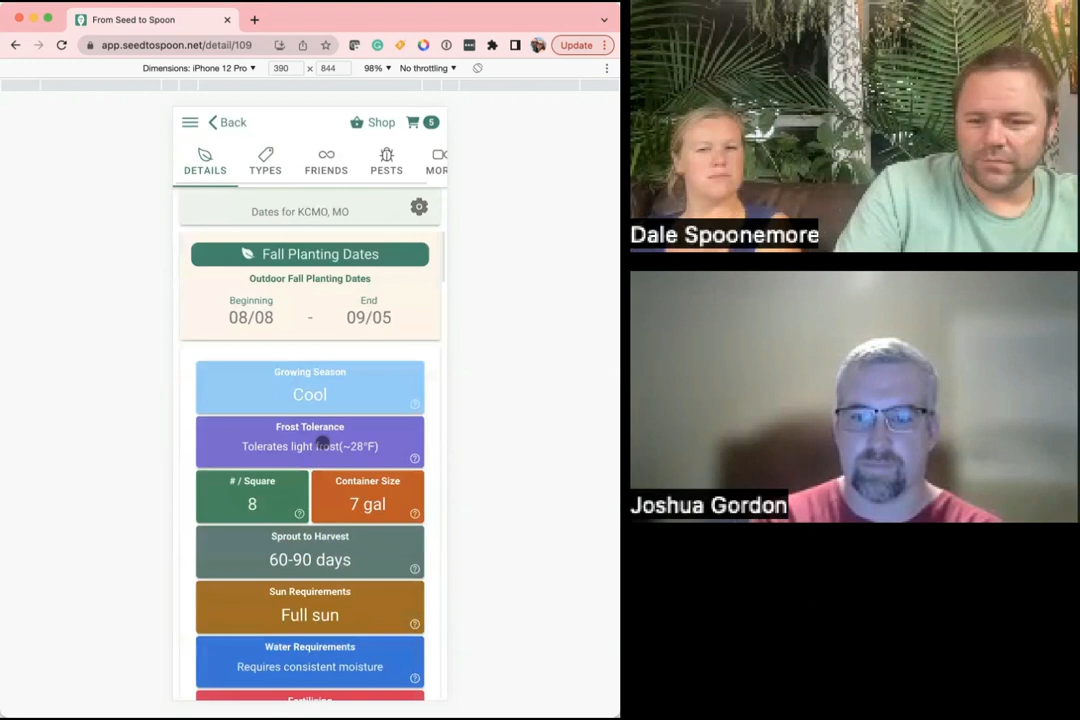 From Seed to Spoon
app.seedtospoon.net/detail/109
Update
Dimensions: iPhone 12 Pro
390 x 844
98%
No throttling
Back
Shop
5
DETAILS
TYPES
FRIENDS
PESTS
MOR
Dates for KCMO, MO
Fall Planting Dates
Outdoor Fall Planting Dates
Beginning
End
08/08 - 09/05
Growing Season
Cool
Frost Tolerance
Tolerates light frost(~28°F)
# / Square
Container Size
8
7 gal
Sprout to Harvest
60-90 days
Sun Requirements
Full sun
Water Requirements
Requires consistent moisture
Fertilizing
Dale Spoonemore
Joshua Gordon